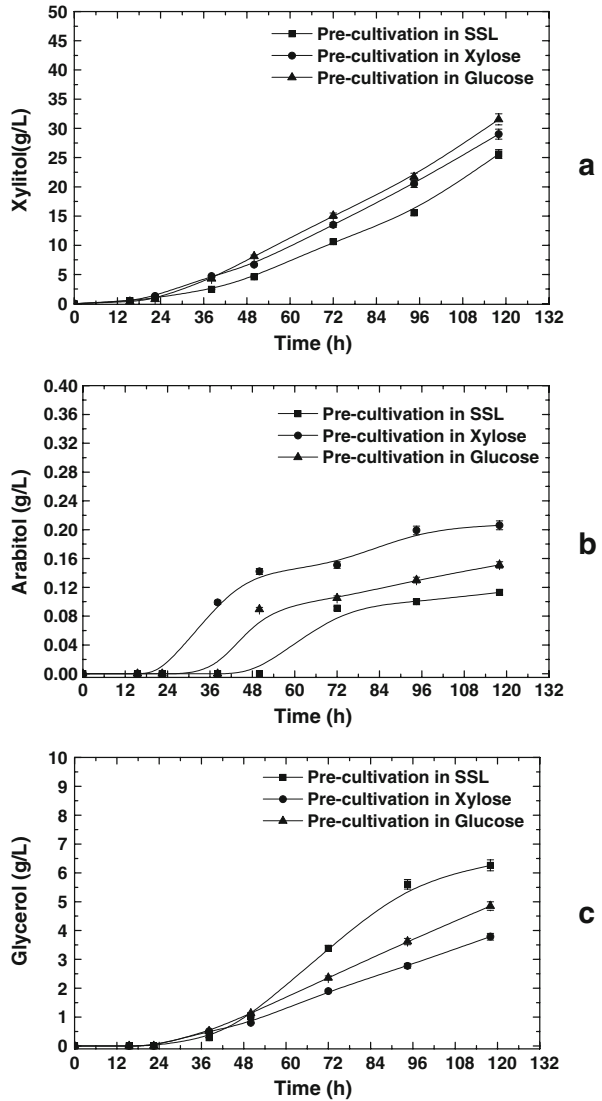 50
45
40
35
30
25
20
15
10
5
0
Xylitol(g/L)
Pre-cultivation in SSL
Pre-cultivation in Xylose
Pre-cultivation in Glucose
a
0 12 24 36 48 60 72 84 96 108 120 132
Time (h)
0.40
0.36
0.32
0.28
0.24
0.20
0.16
0.12
0.08
0.04
0.00
Arabitol (g/L)
Pre-cultivation in SSL
Pre-cultivation in Xylose
Pre-cultivation in Glucose
b
0 12 24 36 48 60 72 84 96 108 120 132
Time (h)
10
9
8
7
6
5
4
3
2
1
0
Glycerol (g/L)
Pre-cultivation in SSL
Pre-cultivation in Xylose
Pre-cultivation in Glucose
c
0 12 24 36 48 60 72 84 96 108 120 132
Time (h)